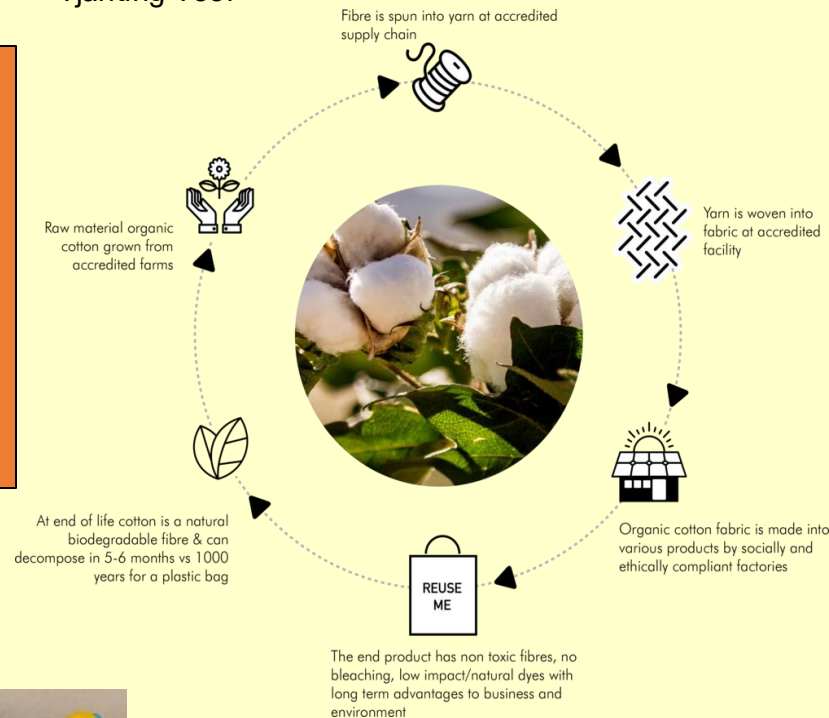 Tjanting Tool
Fibre is spun into yarn at accredited
supply chain
Yarn is woven into
fabric at accredited
facility
Raw material organic
cotton grown from
accredited farms
Organic cotton fabric is made into
various products by socially and
ethically compliant factories
At end of life cotton is a natural
biodegradable fibre & can
decompose in 5-6 months vs 1000
years for a plastic bag
REUSE
ME
The end product has non toxic fibres, no
bleaching, low impact/natural dyes with
long term advantages to business and
environment